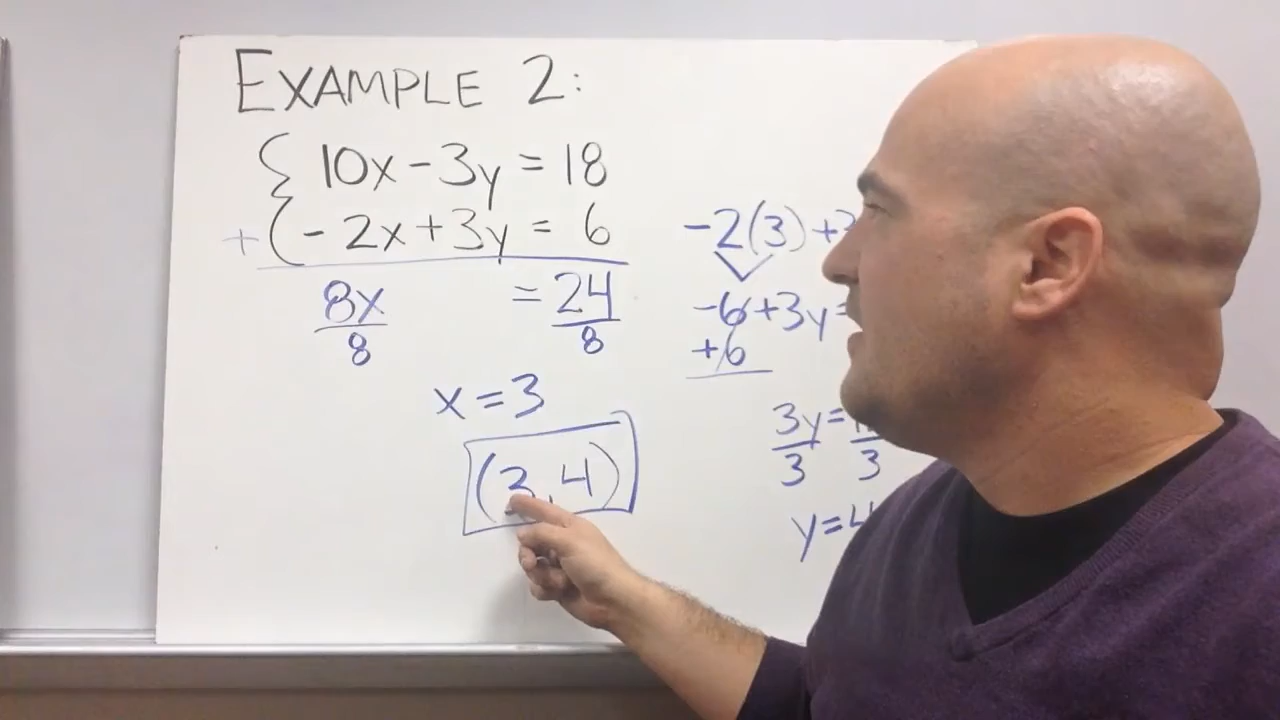 EXAMPLE 2:
10x - 3y = 18
+ - 2x + 3y = 6
8x = 24
8 8
x = 3
(3, 4)
-2(3) +
-6 + 3y =
+6
3y =
3 3
y = 4